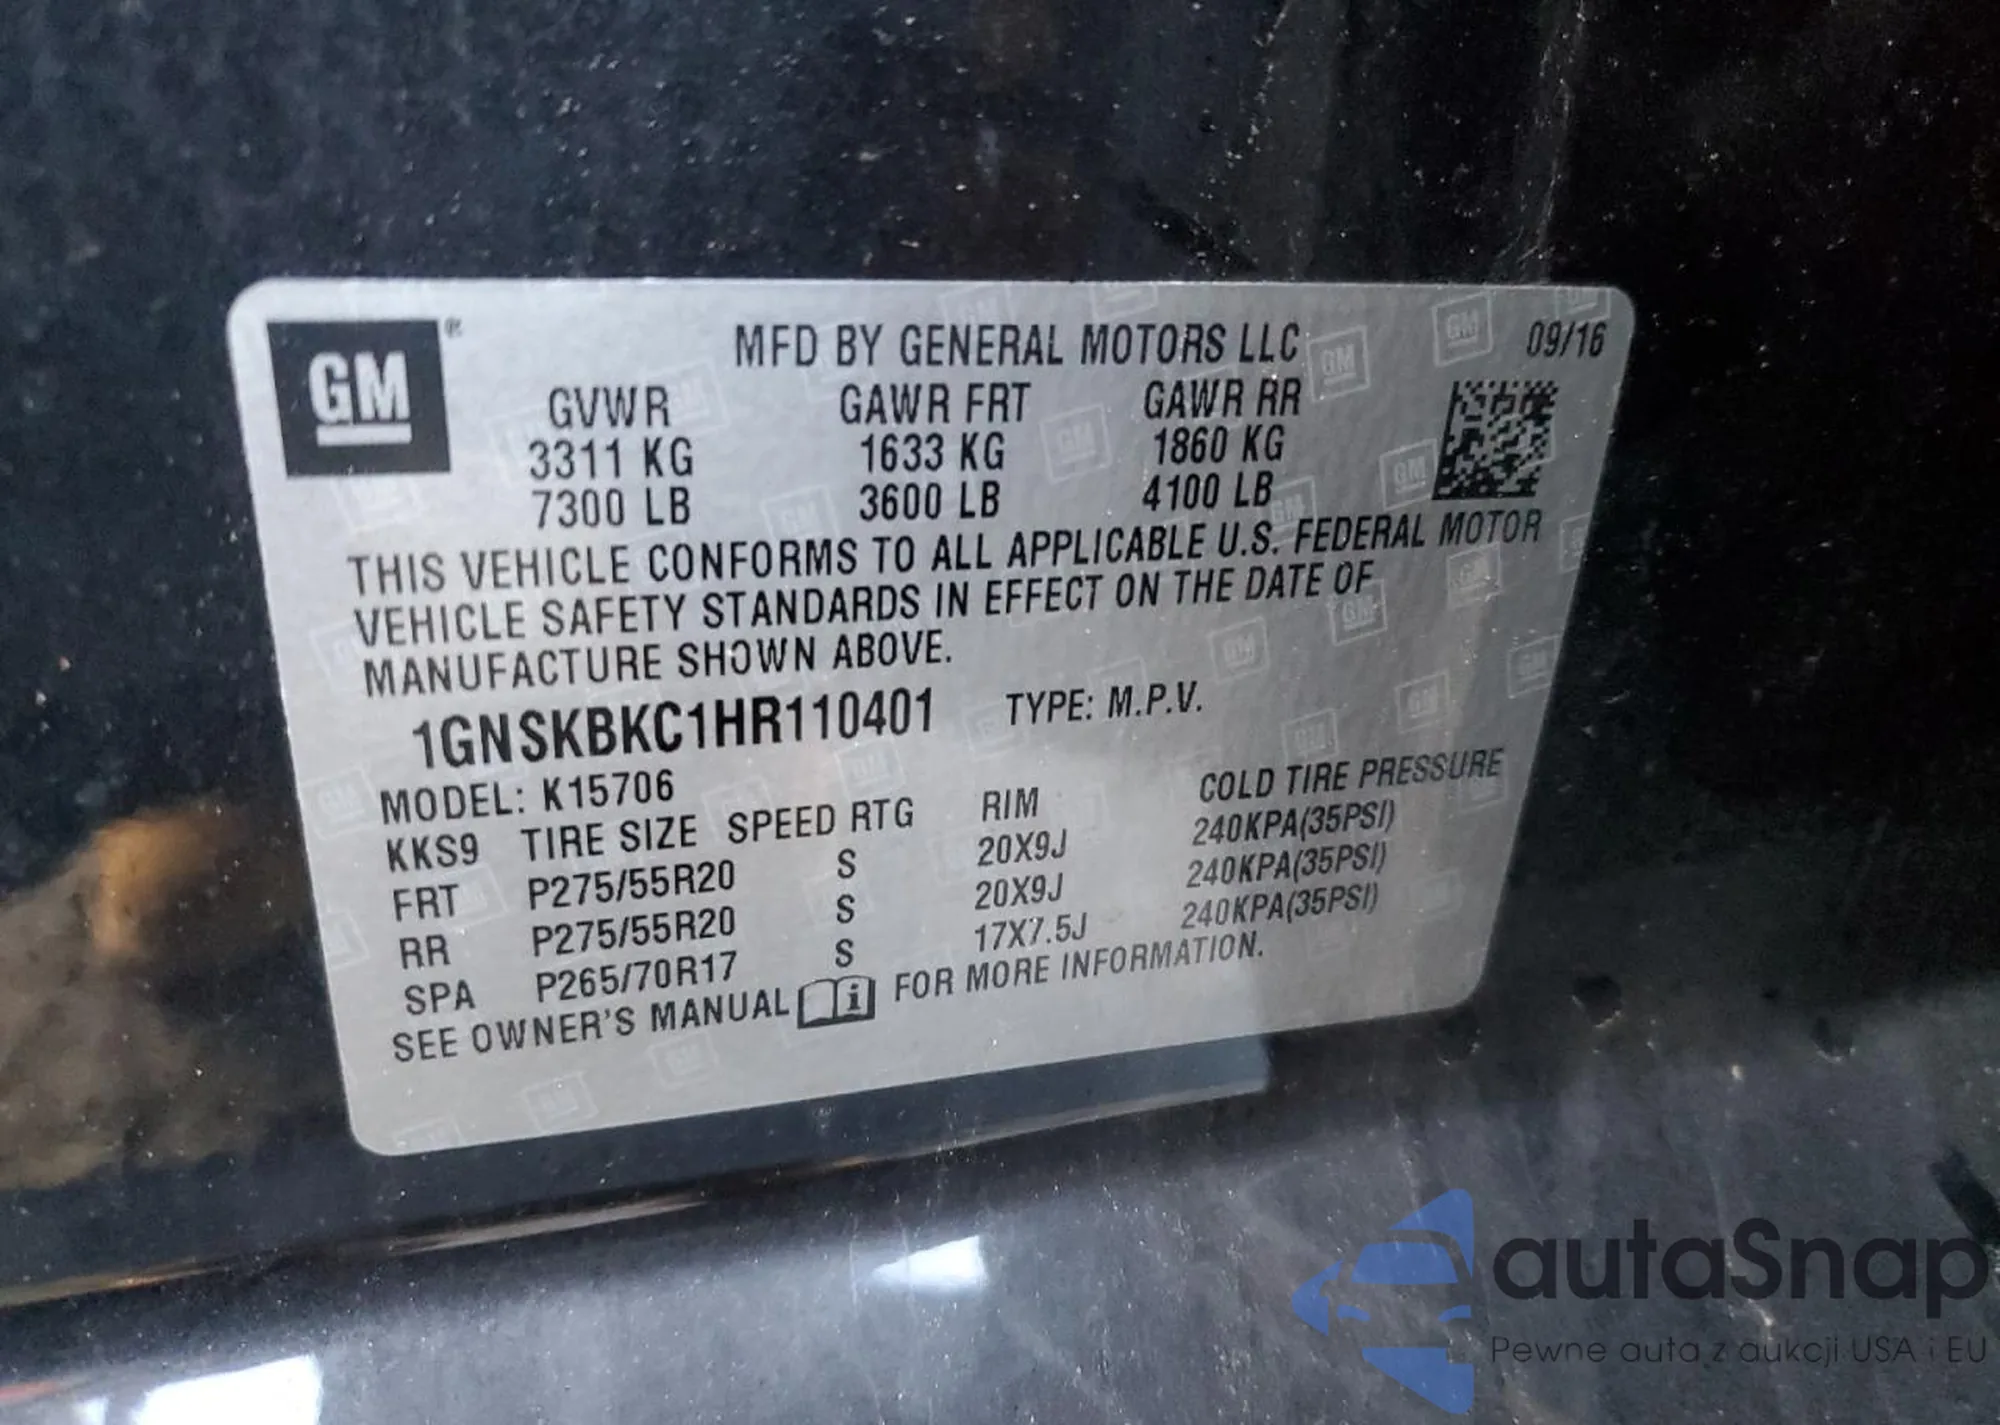 GM®
MFD BY GENERAL MOTORS LLC 09/16
GVWR GAWR FRT GAWR RR
3311 KG 1633 KG 1860 KG
7300 LB 3600 LB 4100 LB
THIS VEHICLE CONFORMS TO ALL APPLICABLE U.S. FEDERAL MOTOR
VEHICLE SAFETY STANDARDS IN EFFECT ON THE DATE OF
MANUFACTURE SHOWN ABOVE.
1GNSKBKC1HR110401 TYPE: M.P.V.
MODEL: K15706
KKS9 TIRE SIZE SPEED RTG RIM COLD TIRE PRESSURE
FRT P275/55R20 S 20X9J 240KPA(35PSI)
RR P275/55R20 S 20X9J 240KPA(35PSI)
SPA P265/70R17 S 17X7.5J 240KPA(35PSI)
SEE OWNER'S MANUAL i FOR MORE INFORMATION.
autaSnap
Pewne auta z aukcji USA i EU